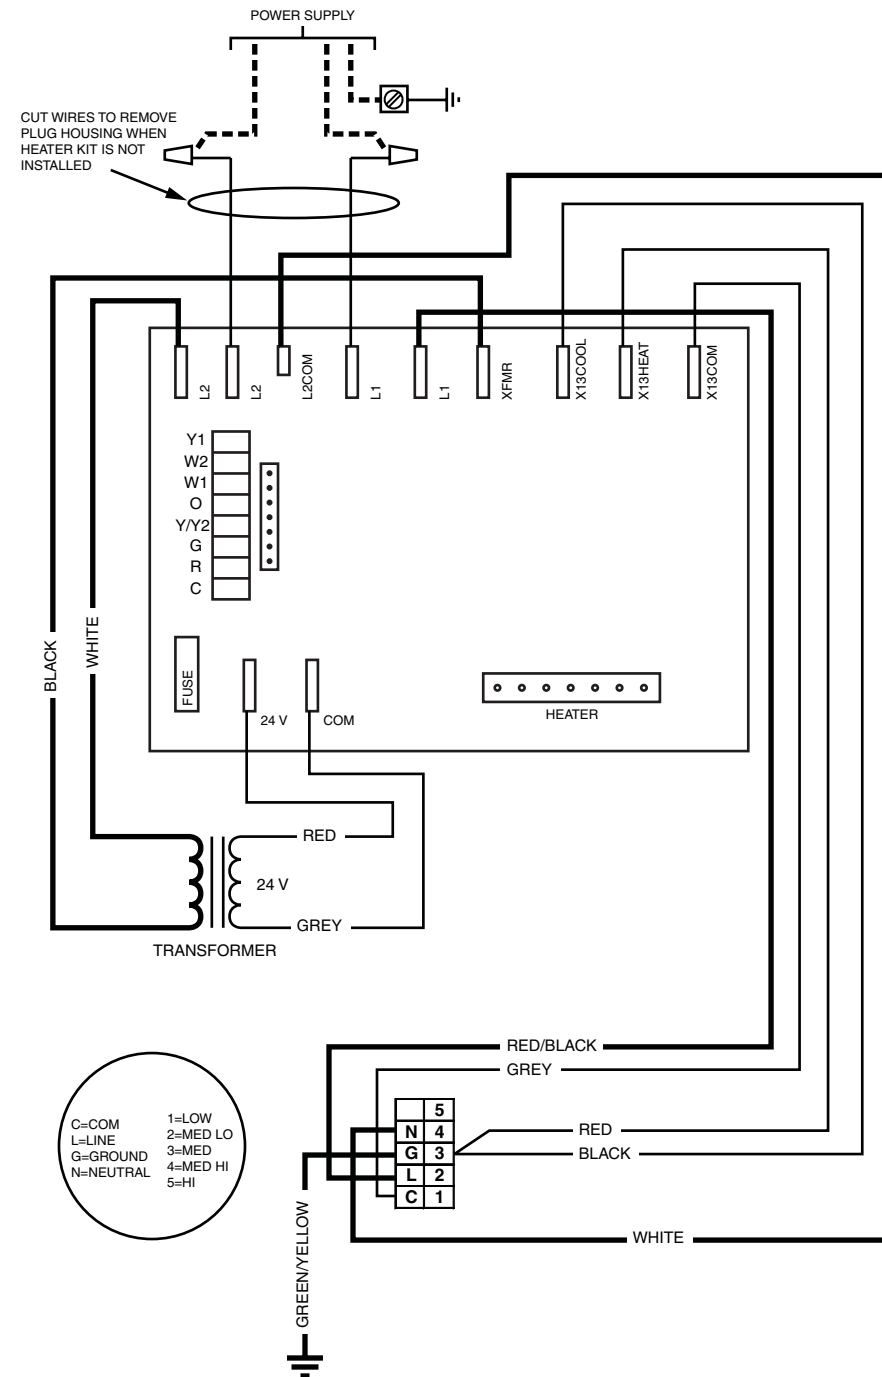 POWER SUPPLY
CUT WIRES TO REMOVE
PLUG HOUSING WHEN
HEATER KIT IS NOT
INSTALLED
L2
L2
L2COM
L1
L1
XFMR
X13COOL
X13HEAT
X13COM
Y1
W2
W1
O
Y/Y2
G
R
C
BLACK
WHITE
FUSE
24 V
COM
HEATER
RED
24 V
GREY
TRANSFORMER
RED/BLACK
GREY
5
N 4
G 3
L 2
C 1
RED
BLACK
C=COM
L=LINE
G=GROUND
N=NEUTRAL
1=LOW
2=MED LO
3=MED
4=MED HI
5=HI
GREEN/YELLOW
WHITE